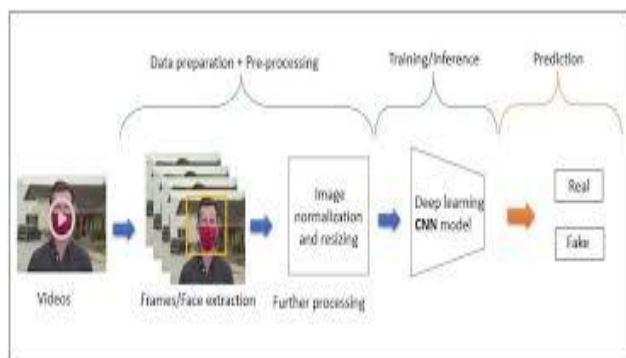 Data preparation + Pre-processing
Training/Inference
Prediction
Image
normalization
and resizing
Deep learning
CNN model
Real
Fake
Videos
Frames/Face extraction
Further processing